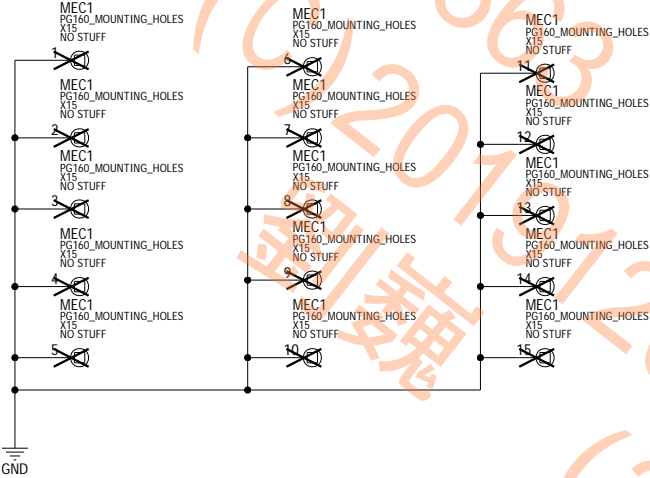 MEC1
PG160_MOUNTING_HOLES
X15
NO STUFF
1
MEC1
PG160_MOUNTING_HOLES
X15
NO STUFF
2
MEC1
PG160_MOUNTING_HOLES
X15
NO STUFF
3
MEC1
PG160_MOUNTING_HOLES
X15
NO STUFF
4
MEC1
PG160_MOUNTING_HOLES
X15
NO STUFF
5
GND
MEC1
PG160_MOUNTING_HOLES
X15
NO STUFF
6
MEC1
PG160_MOUNTING_HOLES
X15
NO STUFF
7
MEC1
PG160_MOUNTING_HOLES
X15
NO STUFF
8
MEC1
PG160_MOUNTING_HOLES
X15
NO STUFF
9
MEC1
PG160_MOUNTING_HOLES
X15
NO STUFF
10
MEC1
PG160_MOUNTING_HOLES
X15
NO STUFF
11
MEC1
PG160_MOUNTING_HOLES
X15
NO STUFF
12
MEC1
PG160_MOUNTING_HOLES
X15
NO STUFF
13
MEC1
PG160_MOUNTING_HOLES
X15
NO STUFF
14
MEC1
PG160_MOUNTING_HOLES
X15
NO STUFF
15
劉巍